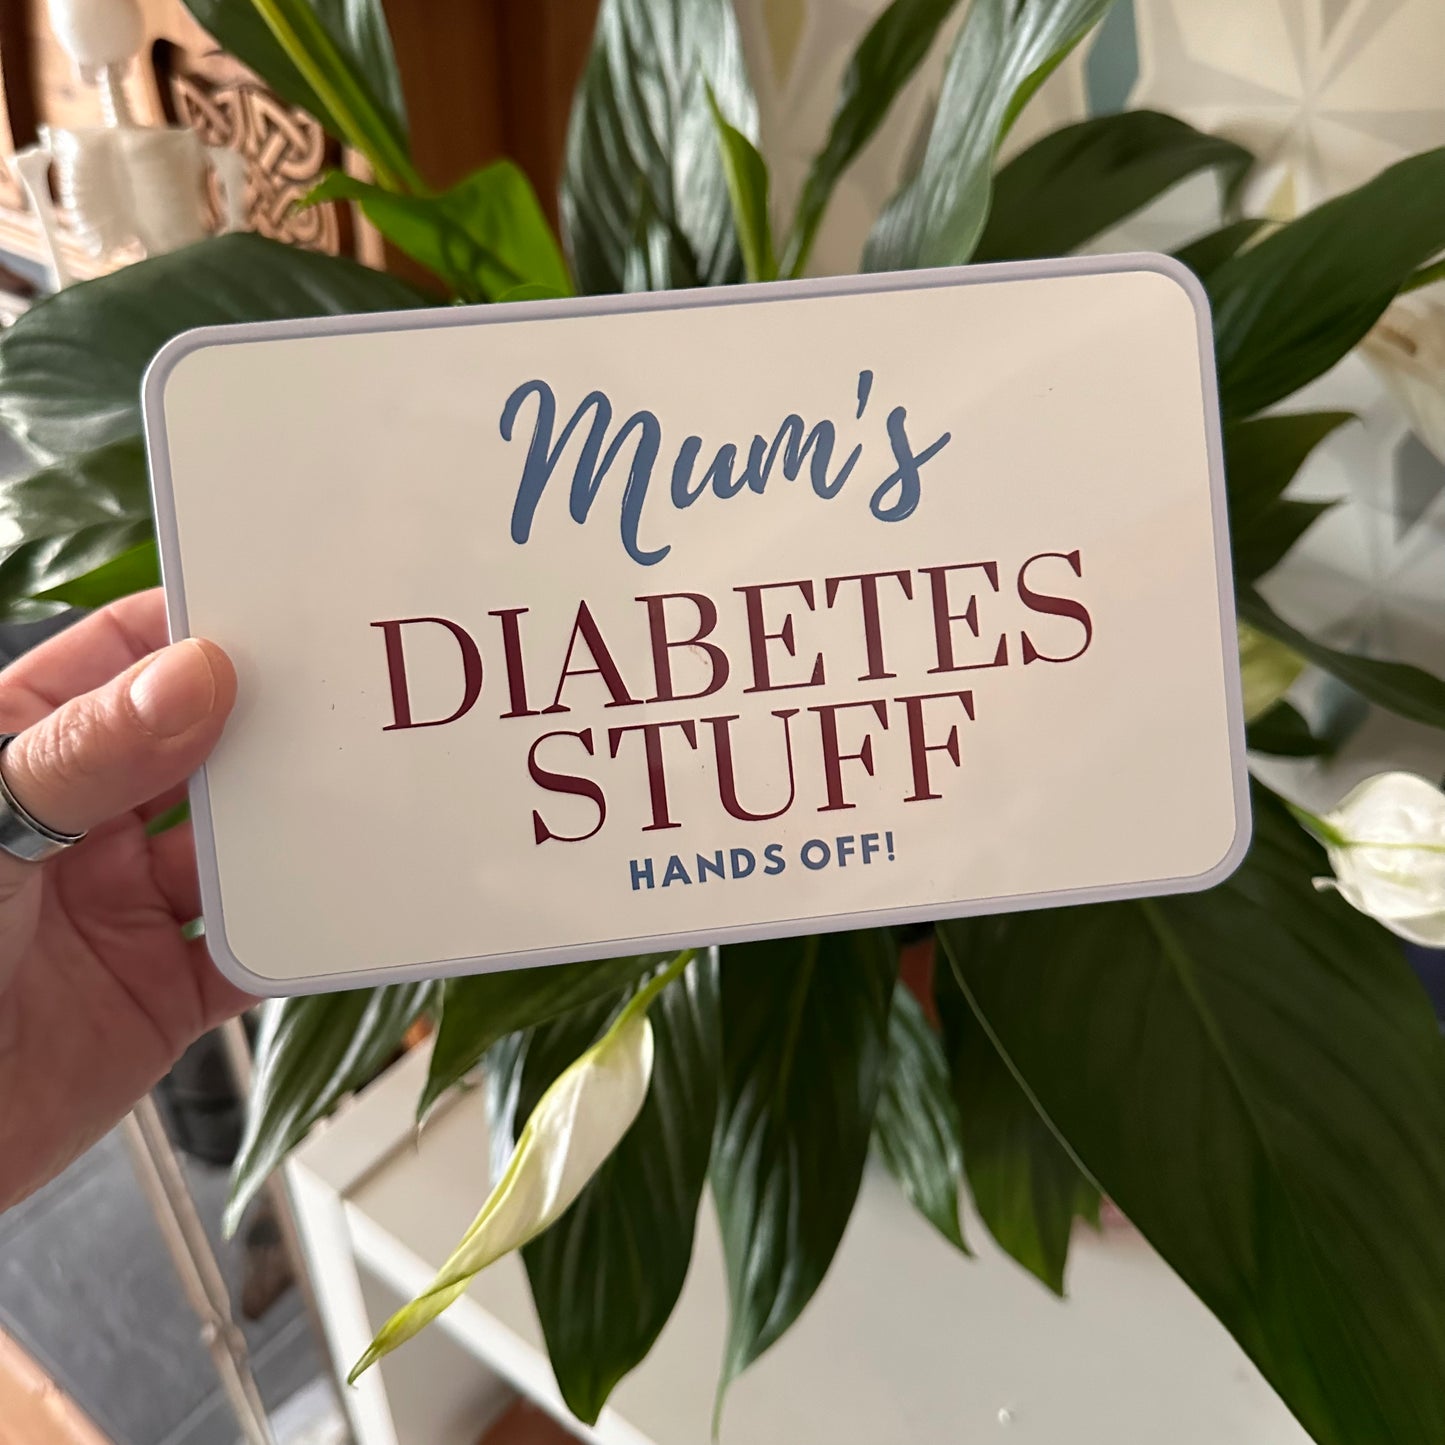 Mum's
DIABETES
STUFF
HANDS OFF!